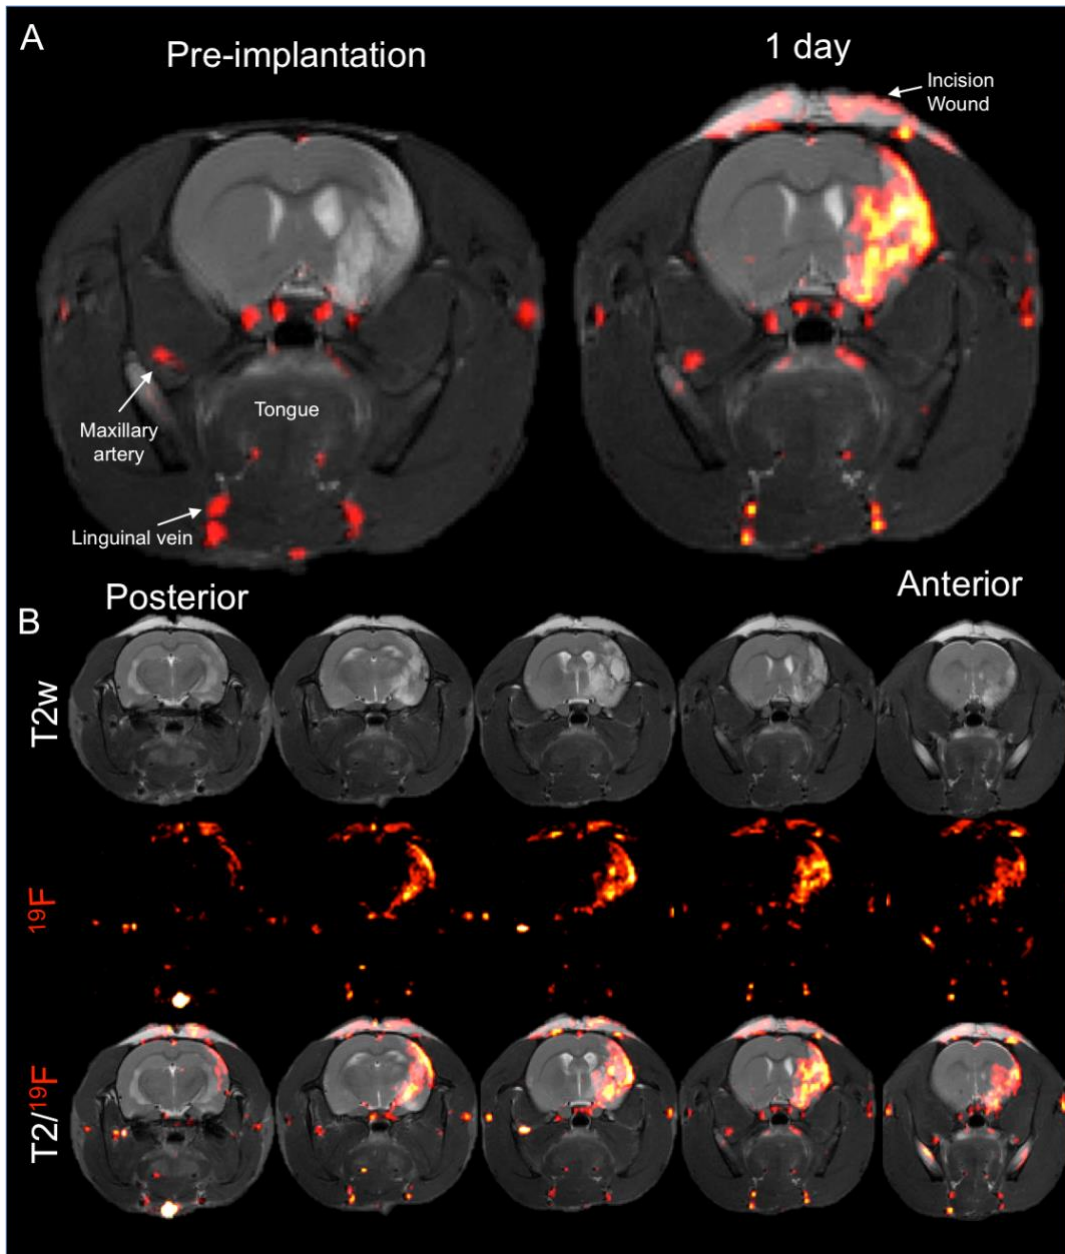 A
Pre-implantation
1 day
Incision
Wound
Maxillary
artery
Tongue
Linguinal vein
B
Posterior
Anterior
T2w
19F
T2/19F